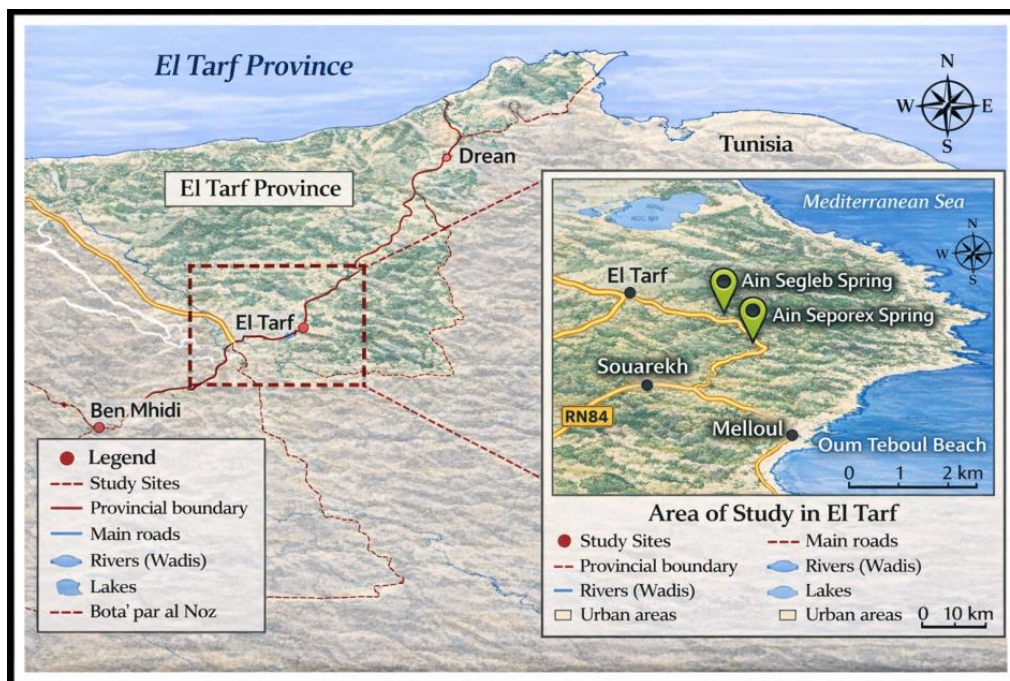 El Tarf Province
N
W E
S
Drean
Tunisia
El Tarf Province
El Tarf
Ben Mhidi
Legend
Study Sites
Provincial boundary
Main roads
Rivers (Wadis)
Lakes
Bota' par al Noz
Mediterranean Sea
N
W
S
El Tarf
Ain Segleb Spring
Ain Seporex Spring
Souarekh
RN84
Melloul
Oum Teboul Beach
0 1 2 km
Area of Study in El Tarf
Study Sites
Provincial boundary
Rivers (Wadis)
Urban areas
Main roads
Rivers (Wadis)
Lakes
Urban areas
0 10 km